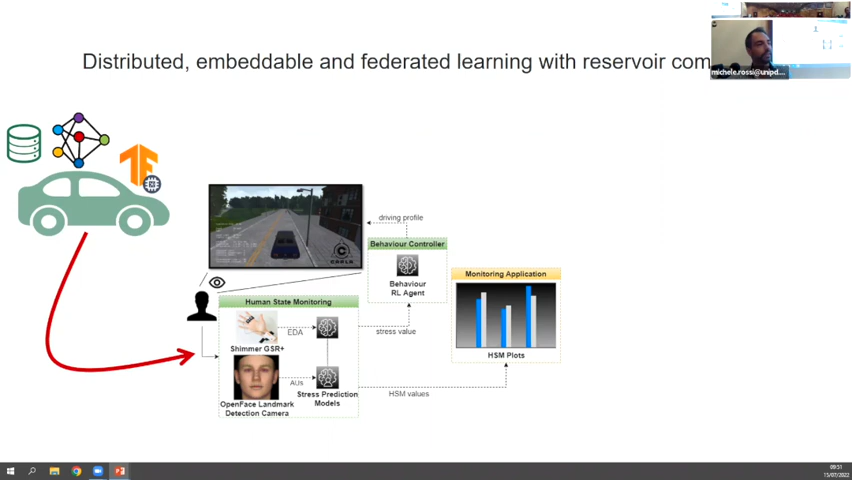 Distributed, embeddable and federated learning with reservoir com
michele.rossi@unipd....
TF
CARLA
driving profile
Behaviour Controller
Behaviour
RL Agent
Monitoring Application
HSM Plots
Human State Monitoring
Shimmer GSR+
EDA
stress value
OpenFace Landmark
Detection Camera
AUs
Stress Prediction
Models
HSM values
09:51
15/07/2022